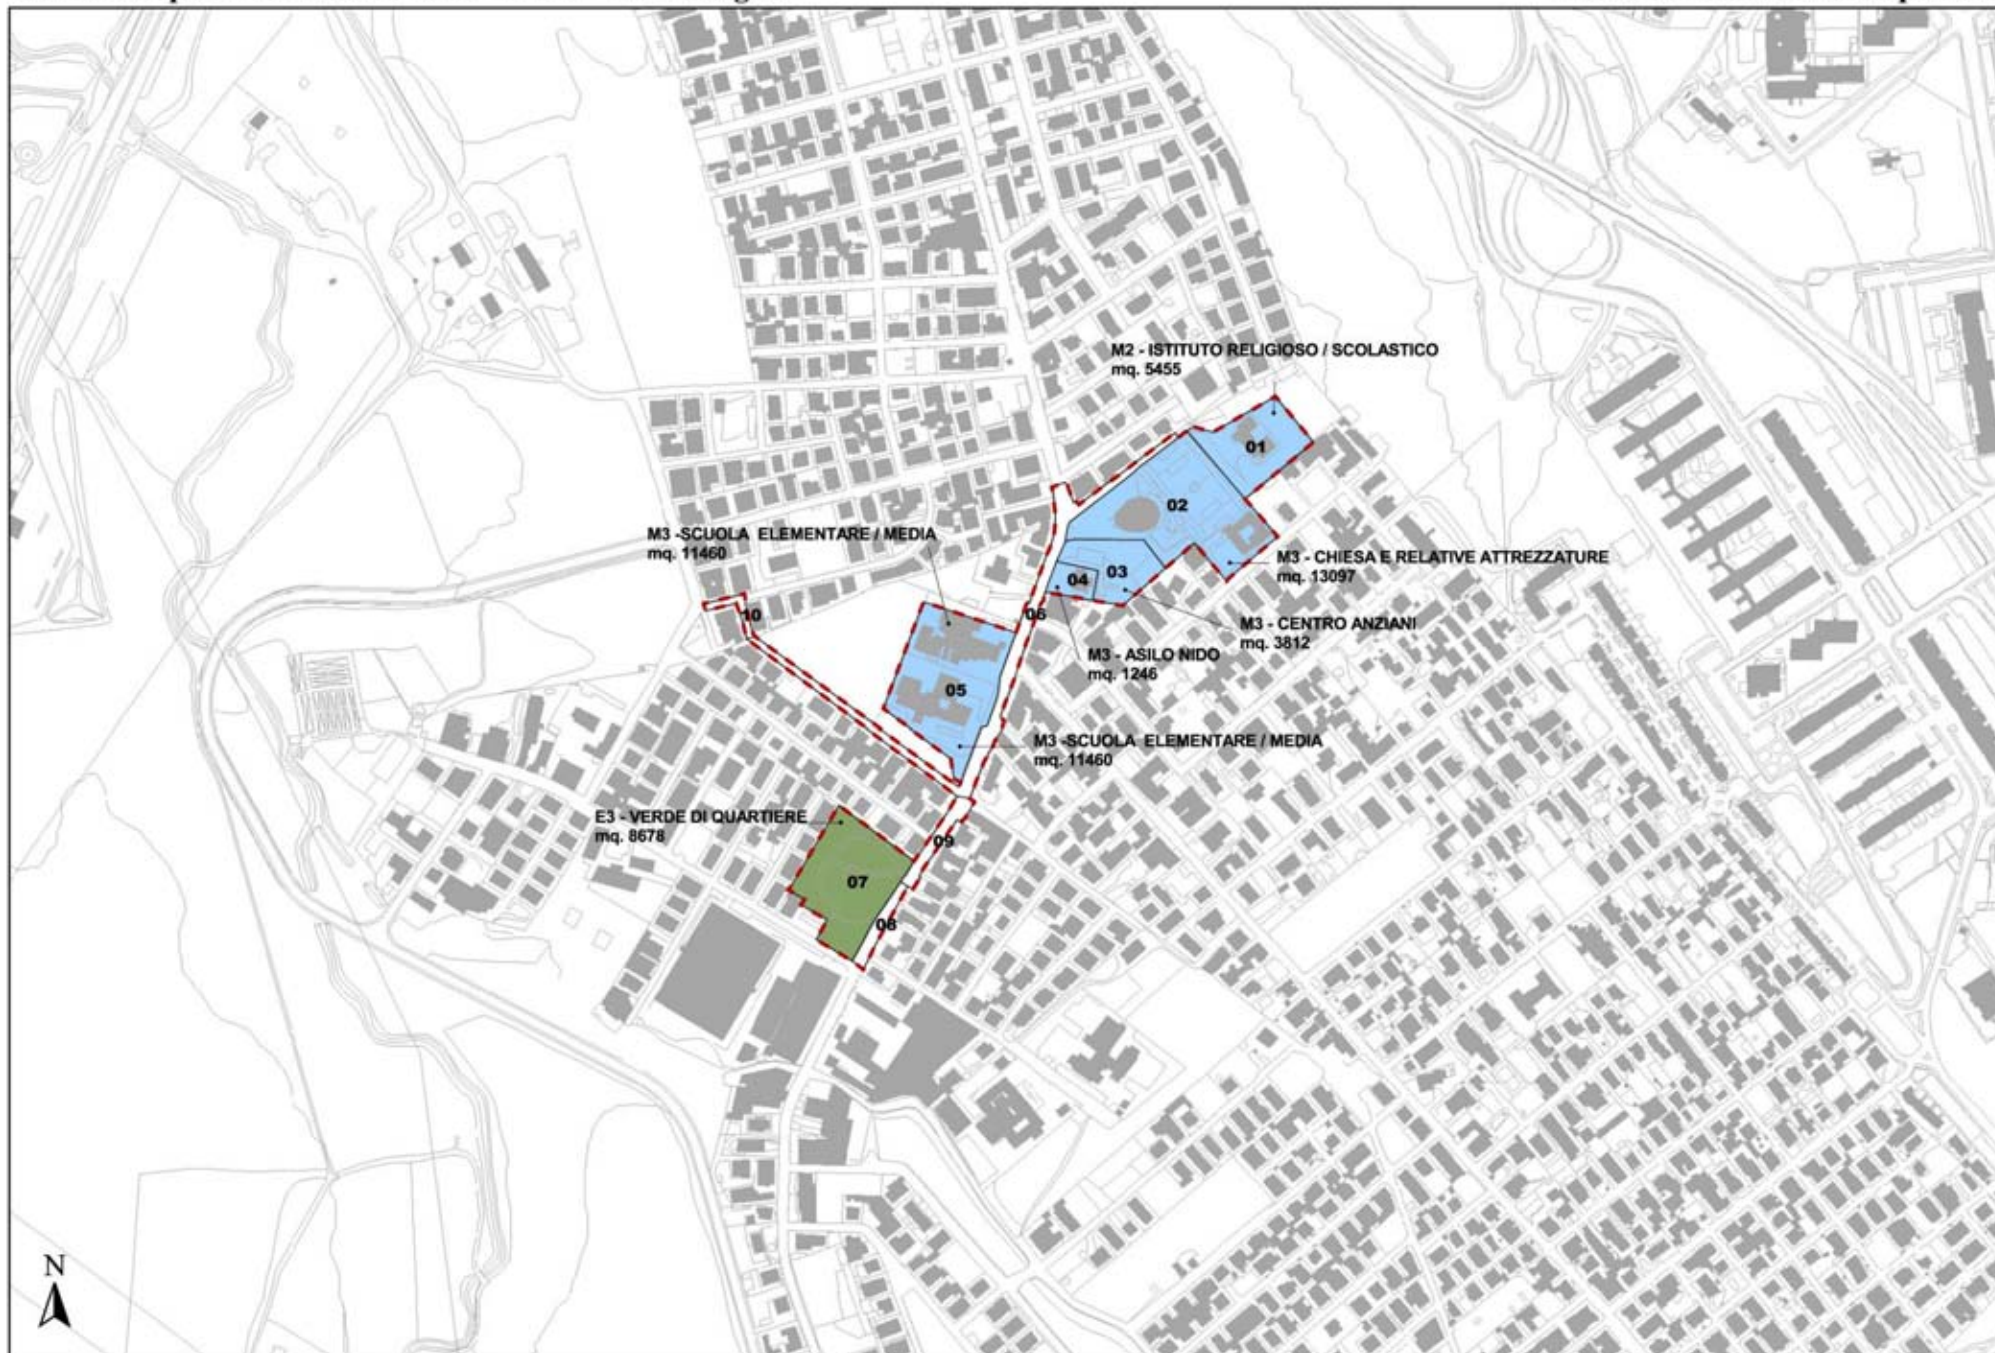 M2 - ISTITUTO RELIGIOSO / SCOLASTICO
mq. 5455
01
02
M3 -SCUOLA ELEMENTARE / MEDIA
mq. 11460
M3 - CHIESA E RELATIVE ATTREZZATURE
mq. 13097
03
04
06
10
M3 - CENTRO ANZIANI
mq. 3812
M3 - ASILO NIDO
mq. 1246
05
M3 -SCUOLA ELEMENTARE / MEDIA
mq. 11460
E3 - VERDE DI QUARTIERE
mq. 8678
09
07
08
N